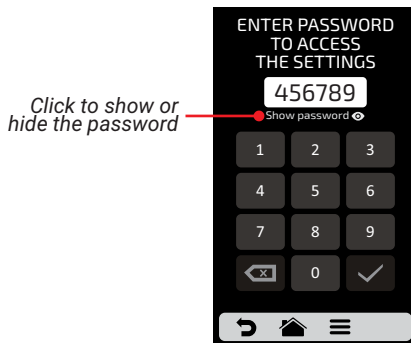 ENTER PASSWORD
TO ACCESS
THE SETTINGS
456789
Click to show or
hide the password
Show password
1 2 3
4 5 6
7 8 9
0